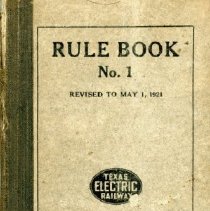 RULE BOOK
No. 1
REVISED TO MAY 1, 1921
TEXAS
ELECTRIC
RAILWAY